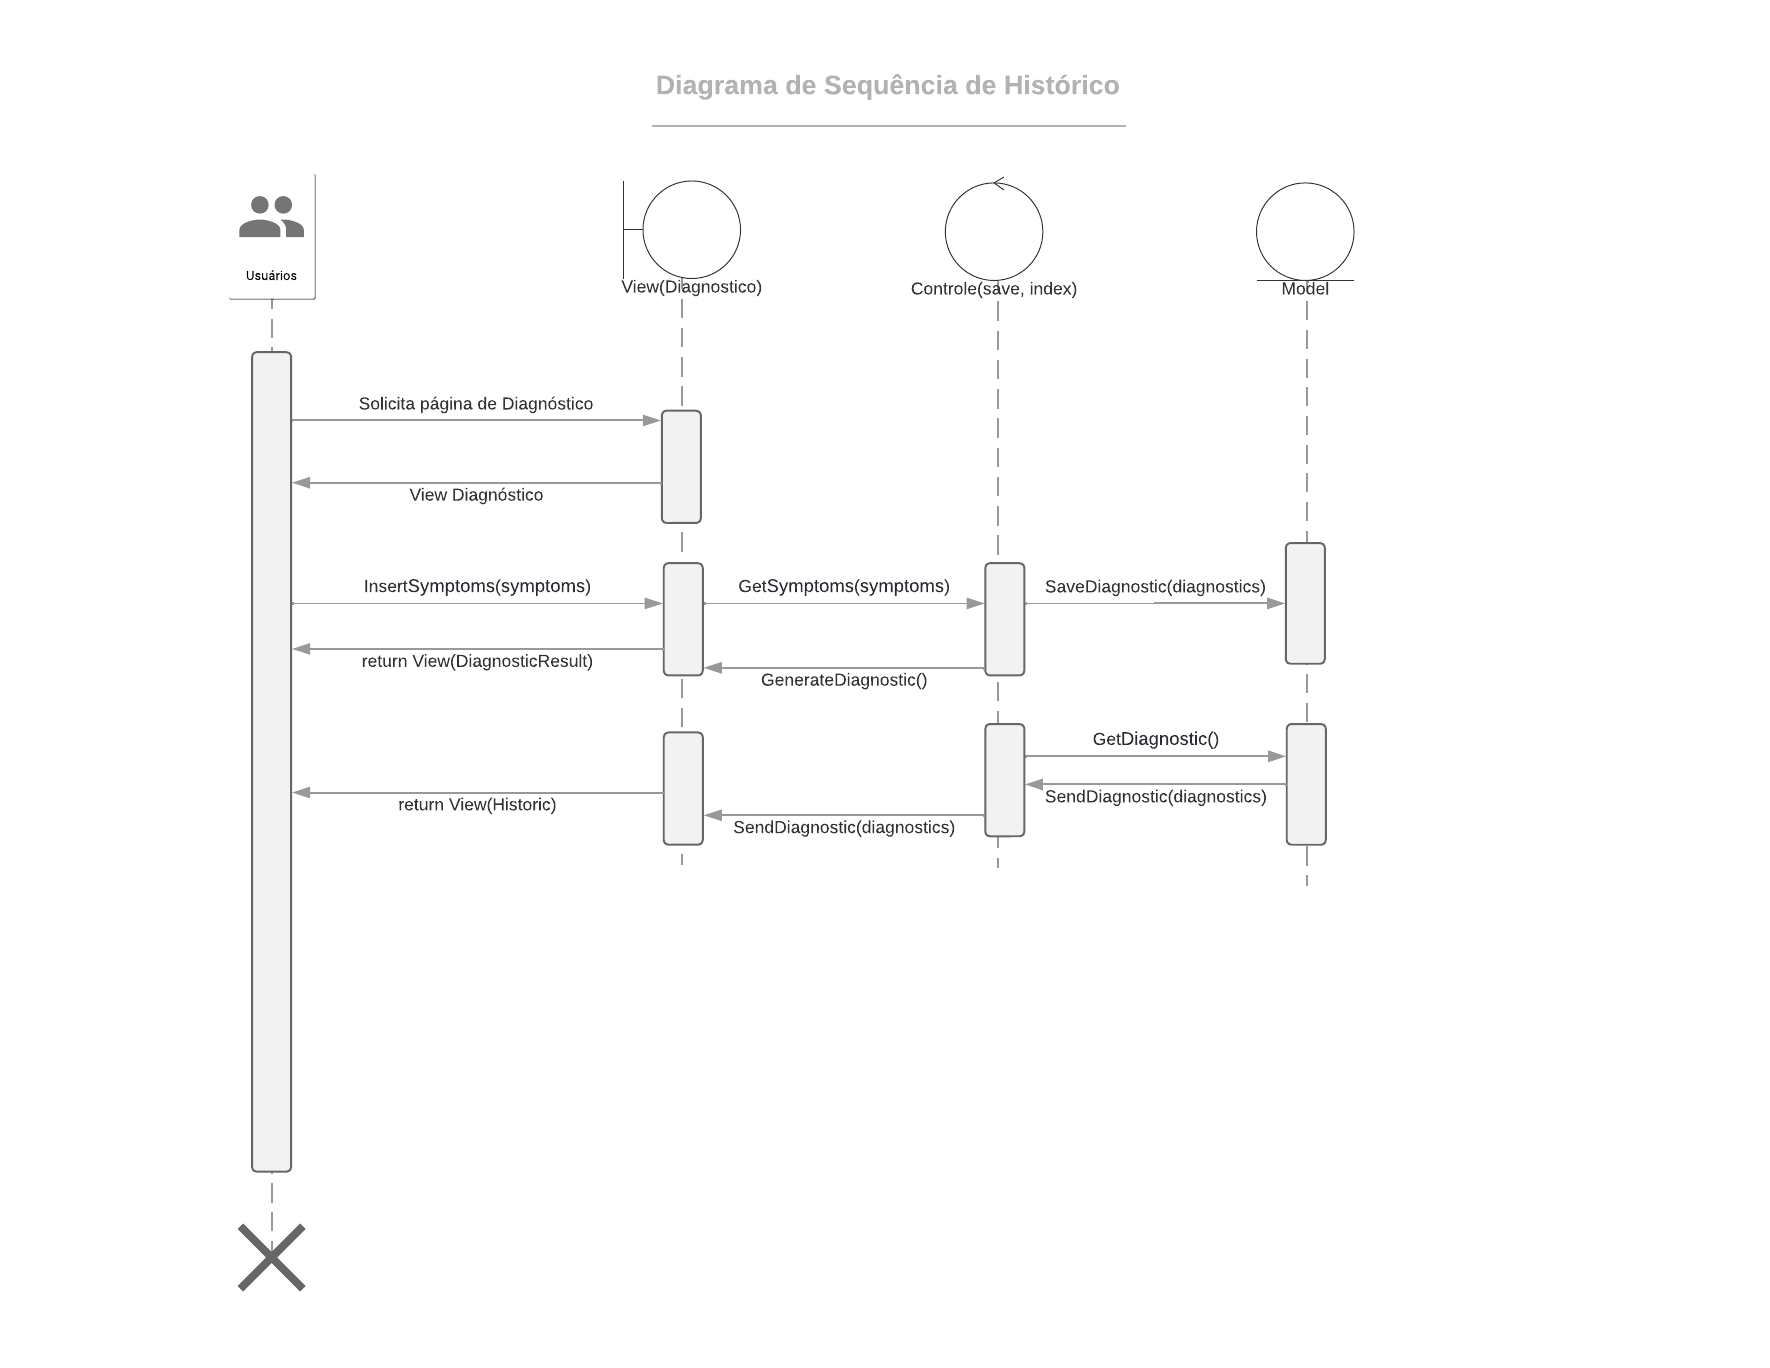 Diagrama de Sequência de Histórico
Usuários
View(Diagnostico)
Controle(save, index)
Model
Solicita página de Diagnóstico
View Diagnóstico
InsertSymptoms(symptoms)
GetSymptoms(symptoms)
SaveDiagnostic(diagnostics)
return View(DiagnosticResult)
GenerateDiagnostic()
GetDiagnostic()
SendDiagnostic(diagnostics)
return View(Historic)
SendDiagnostic(diagnostics)